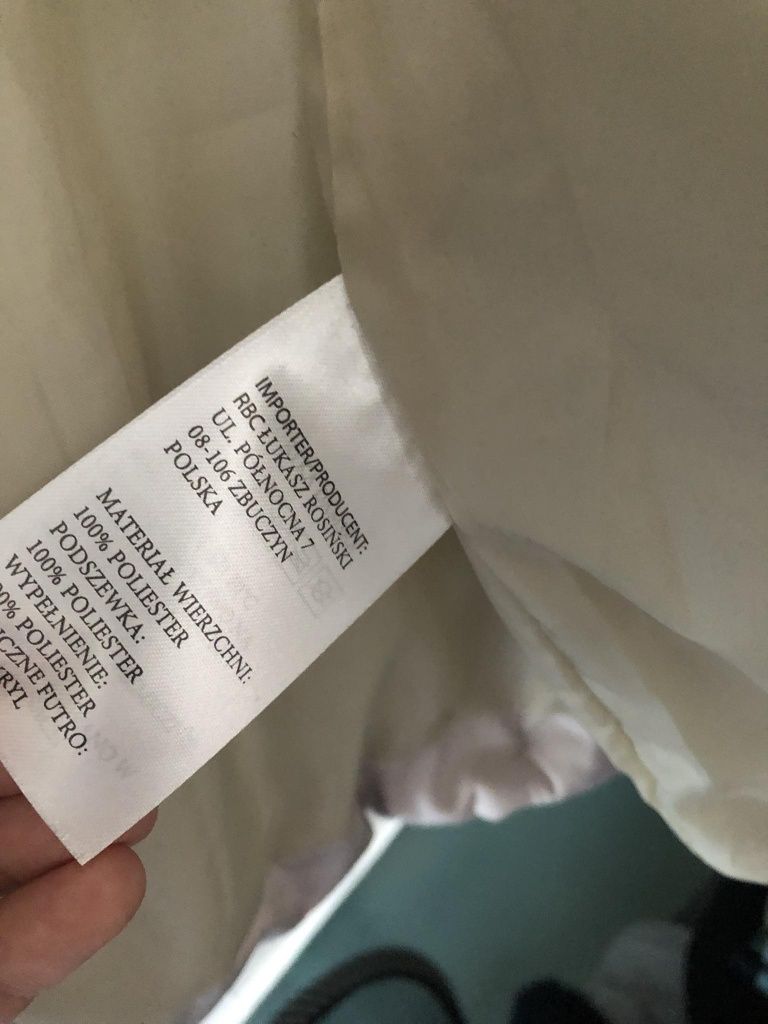 IMPORTER/PRODUCENT:
RBC ŁUKASZ ROSIŃSKI
UL. PÓŁNOCNA 7
08-106 ZBUCZYN
POLSKA
MATERIAŁ WIERZCHNI:
100% POLIESTER
PODSZEWKA:
100% POLIESTER
WYPEŁNIENIE:
POLIESTER
FUTRO: